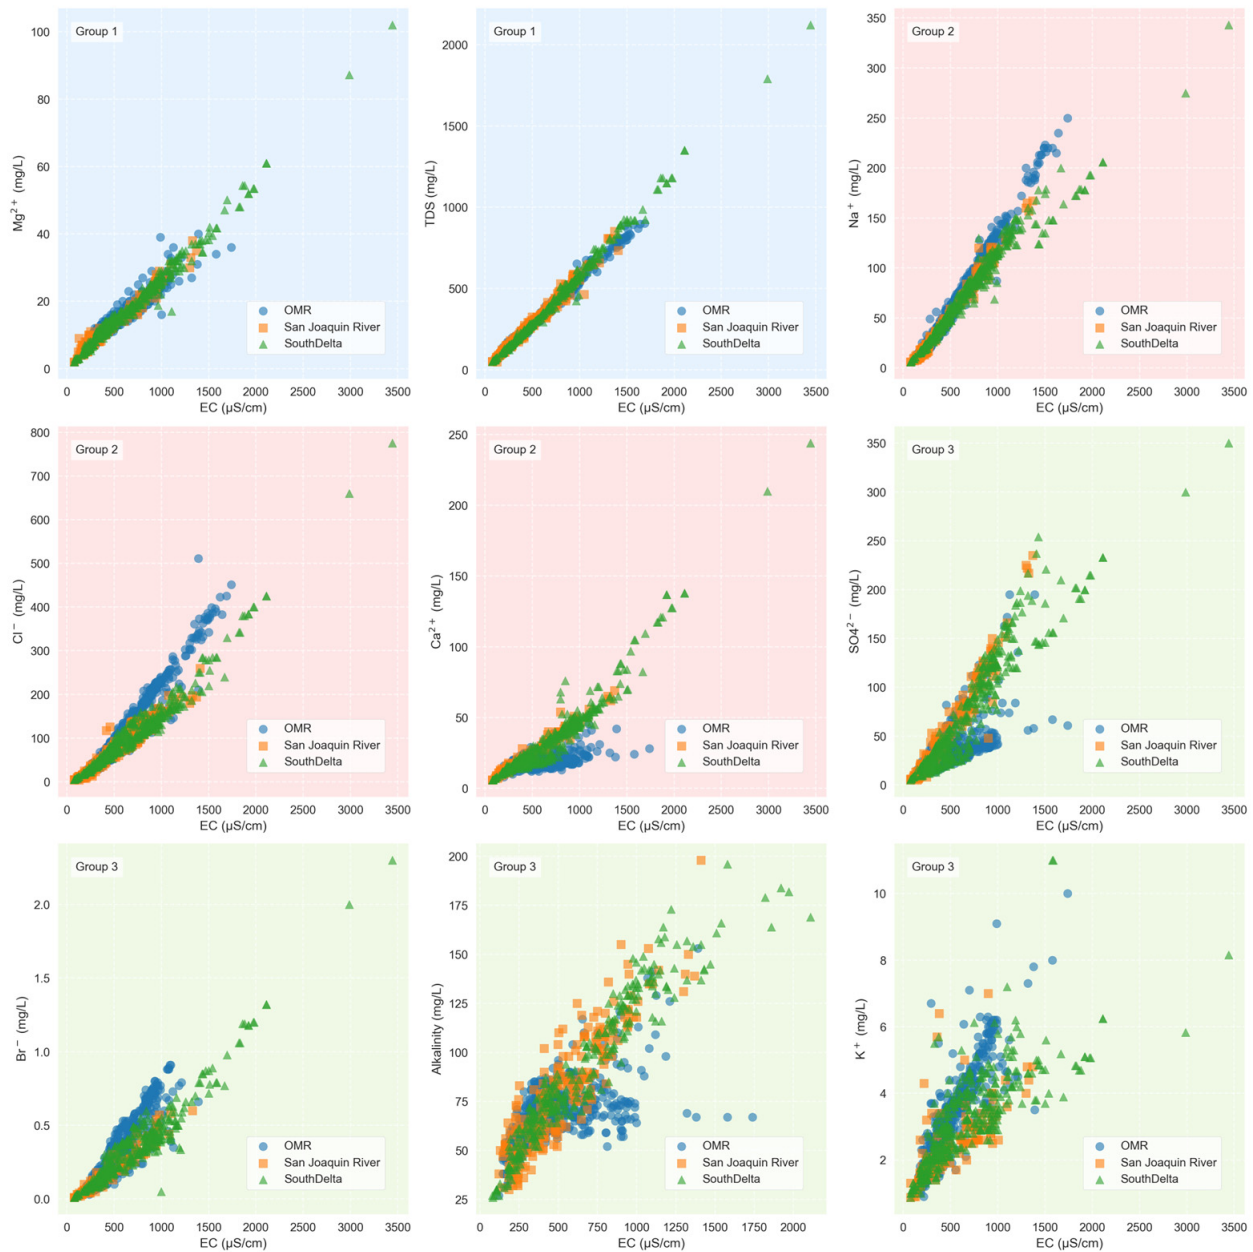 Group 1
Mg2+ (mg/L)
100
80
60
40
20
0
OMR
San Joaquin River
SouthDelta
0 500 1000 1500 2000 2500 3000 3500
EC (µS/cm)
Group 1
TDS (mg/L)
2000
1500
1000
500
0
OMR
San Joaquin River
SouthDelta
0 500 1000 1500 2000 2500 3000 3500
EC (µS/cm)
Group 2
Na+ (mg/L)
350
300
250
200
150
100
50
0
OMR
San Joaquin River
SouthDelta
0 500 1000 1500 2000 2500 3000 3500
EC (µS/cm)
Group 2
Cl− (mg/L)
800
700
600
500
400
300
200
100
0
OMR
San Joaquin River
SouthDelta
0 500 1000 1500 2000 2500 3000 3500
EC (µS/cm)
Group 2
Ca2+ (mg/L)
250
200
150
100
50
0
OMR
San Joaquin River
SouthDelta
0 500 1000 1500 2000 2500 3000 3500
EC (µS/cm)
Group 3
SO42− (mg/L)
350
300
250
200
150
100
50
0
OMR
San Joaquin River
SouthDelta
0 500 1000 1500 2000 2500 3000 3500
EC (µS/cm)
Group 3
Br− (mg/L)
2.0
1.5
1.0
0.5
0.0
OMR
San Joaquin River
SouthDelta
0 500 1000 1500 2000 2500 3000 3500
EC (µS/cm)
Group 3
Alkalinity (mg/L)
200
175
150
125
100
75
50
25
OMR
San Joaquin River
SouthDelta
0 250 500 750 1000 1250 1500 1750 2000
EC (µS/cm)
Group 3
K+ (mg/L)
10
8
6
4
2
OMR
San Joaquin River
SouthDelta
0 500 1000 1500 2000 2500 3000 3500
EC (µS/cm)